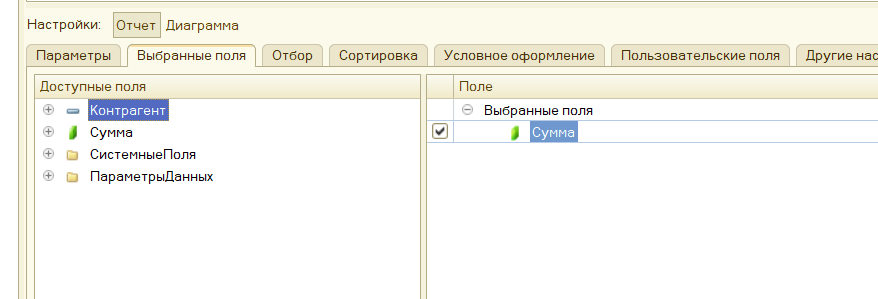 Настройки: Отчет Диаграмма
Параметры Выбранные поля Отбор Сортировка Условное оформление Пользовательские поля Другие нас
Доступные поля Поле
Контрагент Выбранные поля
Сумма Сумма
СистемныеПоля
ПараметрыДанных